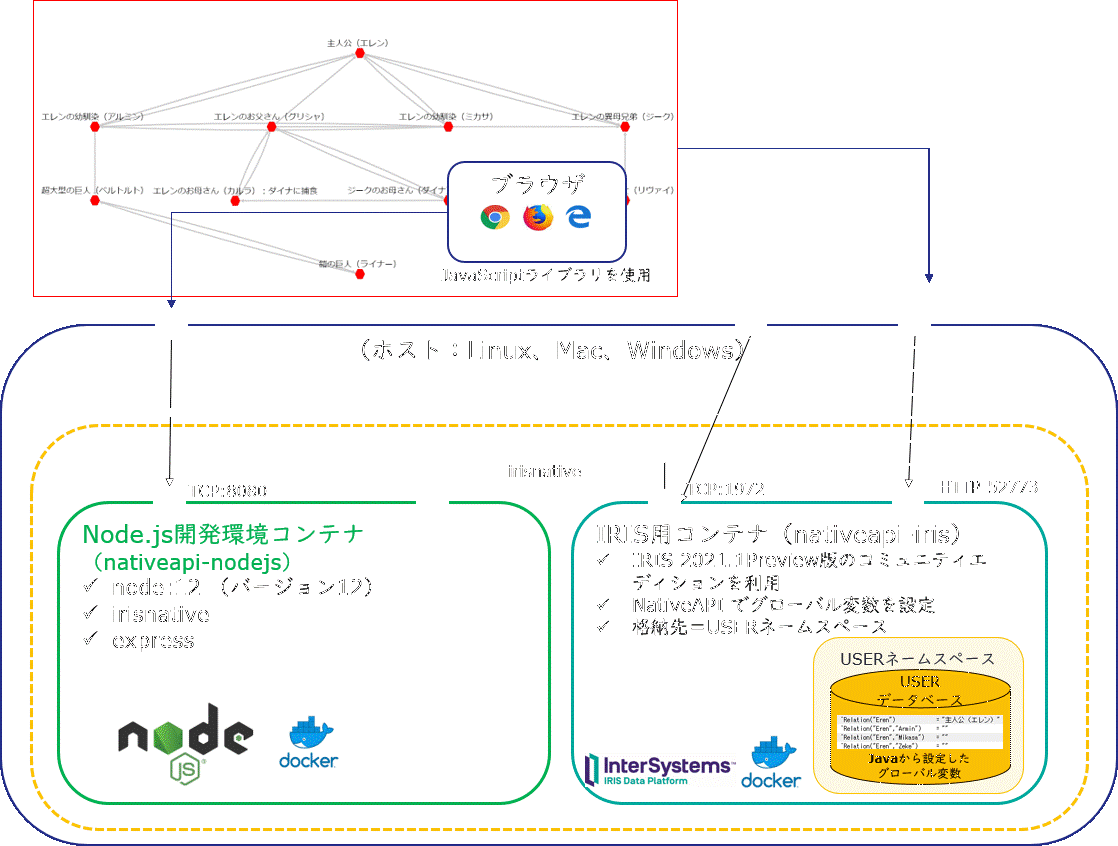 主人公（エレン）
エレンの幼馴染（アルミン）
エレンのお父さん（グリシャ）
エレンの幼馴染（ミカサ）
エレンの異母兄弟（ジーク）
超大型の巨人（ベルトルト）
エレンのお母さん（カルラ）：ダイナに捕食
ジークのお母さん（ダイナ
（リヴァイ）
鎧の巨人（ライナー）
ブラウザ
JavaScriptライブラリを使用
（ホスト：Linux、Mac、Windows）
irisnative
TCP:8080
TCP:1972
HTTP:52773
Node.js開発環境コンテナ
（nativeapi-nodejs）
✓ node:12 （バージョン12）
✓ irisnative
✓ express
node
JS
docker
IRIS用コンテナ（nativeapi-iris）
✓ IRIS 2021.1Preview版のコミュニティエ
ディションを利用
✓ NativeAPIでグローバル変数を設定
✓ 格納先＝USERネームスペース
InterSystems™
IRIS Data Platform
docker
USERネームスペース
USER
データベース
^Relation("Eren") ="主人公（エレン）"
^Relation("Eren","Armin") =""
^Relation("Eren","Mikasa") =""
^Relation("Eren","Zeke") =""
Javaから設定した
グローバル変数